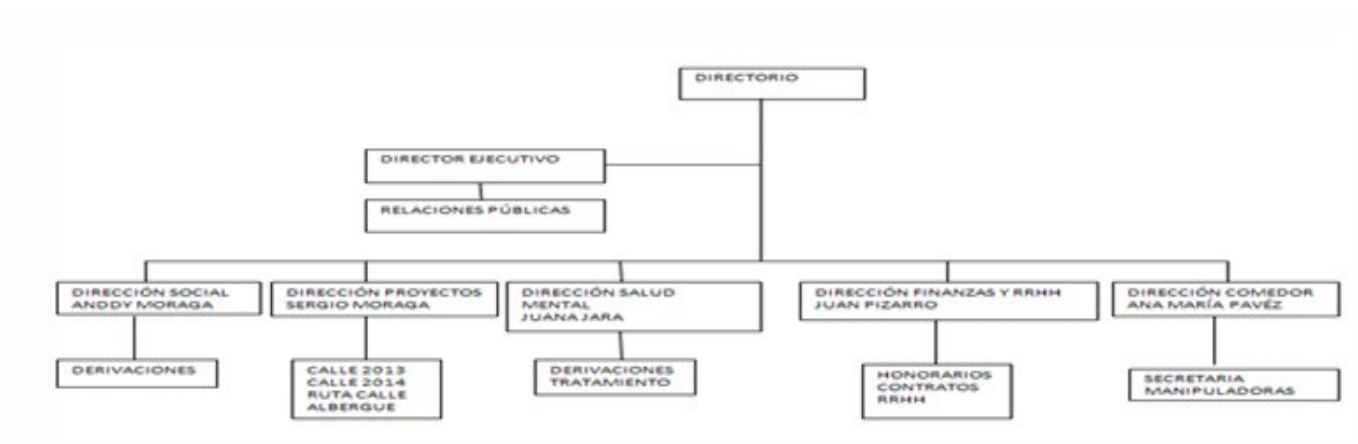 DIRECTORIO
DIRECTOR EJECUTIVO
RELACIONES PÚBLICAS
DIRECCIÓN SOCIAL
ANDDY MORAGA
DIRECCIÓN PROYECTOS
SERGIO MORAGA
DIRECCIÓN SALUD
MENTAL
JUANA JARA
DIRECCIÓN FINANZAS Y RRHH
JUAN PIZARRO
DIRECCIÓN COMEDOR
ANA MARÍA PAVÉZ
DERIVACIONES
CALLE 2013
CALLE 2014
RUTA CALLE
ALBERGUE
DERIVACIONES
TRATAMIENTO
HONORARIOS
CONTRATOS
RRHH
SECRETARIA
MANIPULADORAS